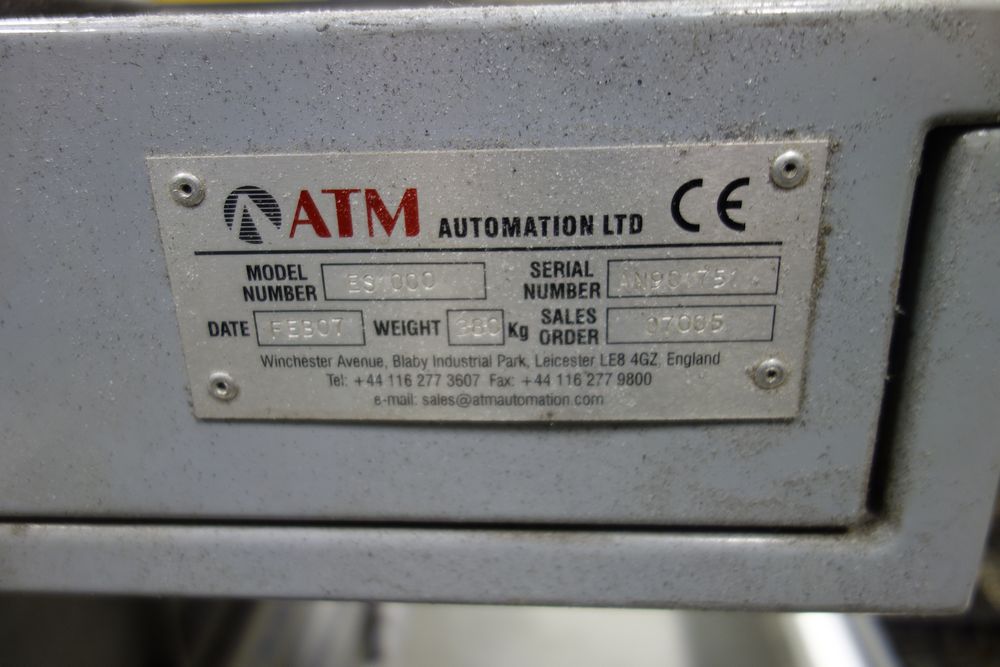 ATM AUTOMATION LTD CE
MODEL NUMBER ES1000 SERIAL NUMBER AN901751
DATE FEB07 WEIGHT Kg SALES ORDER 07005
Winchester Avenue, Blaby Industrial Park, Leicester LE8 4GZ, England
Tel: +44 116 277 3607 Fax: +44 116 277 9800
e-mail: sales@atmautomation.com